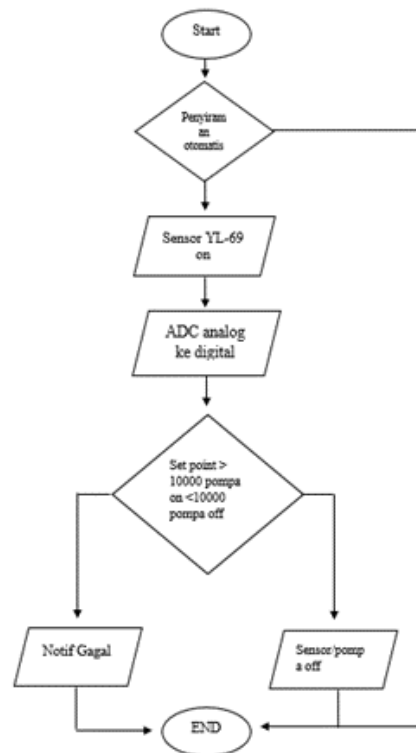 Start
Penyiram
an
otomatis
Sensor YL-69
on
ADC analog
ke digital
Set point >
10000 pompa
on <10000
pompa off
Notif Gagal
Sensor/pomp
a off
END